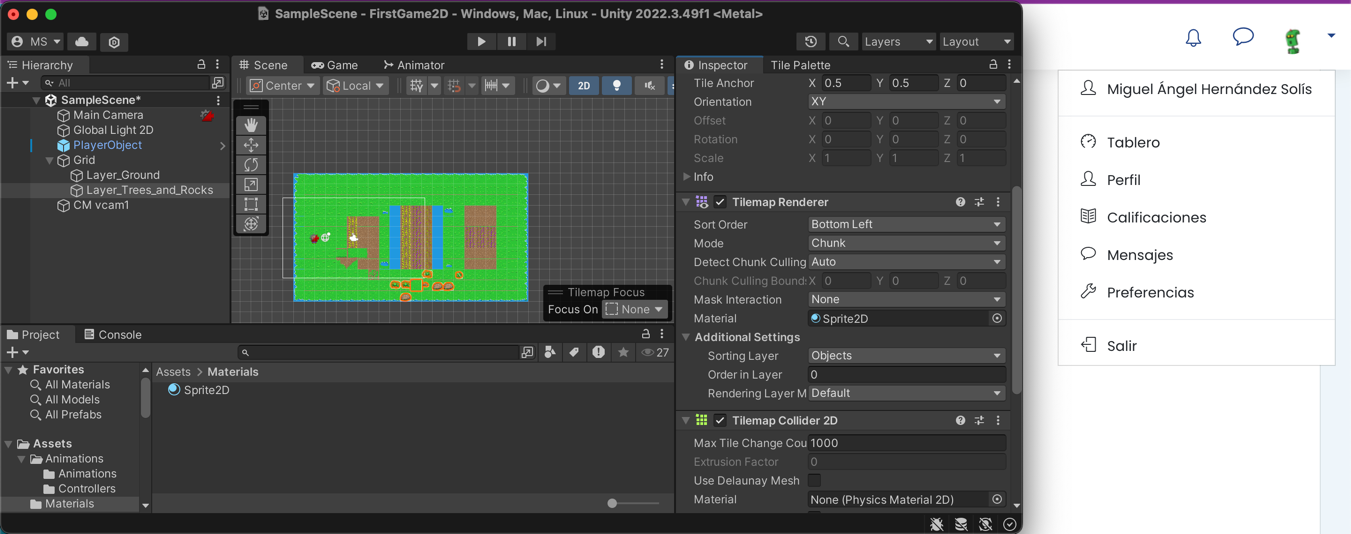 SampleScene - FirstGame2D - Windows, Mac, Linux - Unity 2022.3.49f1 <Metal>
MS
Layers
Layout
Hierarchy
All
SampleScene*
Main Camera
Global Light 2D
PlayerObject
Grid
Layer_Ground
Layer_Trees_and_Rocks
CM vcam1
Scene
Game
Animator
Center
Local
2D
Tilemap Focus
Focus On
None
Project
Console
27
Favorites
All Materials
All Models
All Prefabs
Assets
Animations
Animations
Controllers
Materials
Assets > Materials
Sprite2D
Inspector
Tile Palette
Tile Anchor X 0.5 Y 0.5 Z 0
Orientation XY
Offset X 0 Y 0 Z 0
Rotation X 0 Y 0 Z 0
Scale X 1 Y 1 Z 1
Info
Tilemap Renderer
Sort Order Bottom Left
Mode Chunk
Detect Chunk Culling Auto
Chunk Culling Bound: X 0 Y 0 Z 0
Mask Interaction None
Material Sprite2D
Additional Settings
Sorting Layer Objects
Order in Layer 0
Rendering Layer M Default
Tilemap Collider 2D
Max Tile Change Cou 1000
Extrusion Factor 0
Use Delaunay Mesh
Material None (Physics Material 2D)
Miguel Ángel Hernández Solís
Tablero
Perfil
Calificaciones
Mensajes
Preferencias
Salir